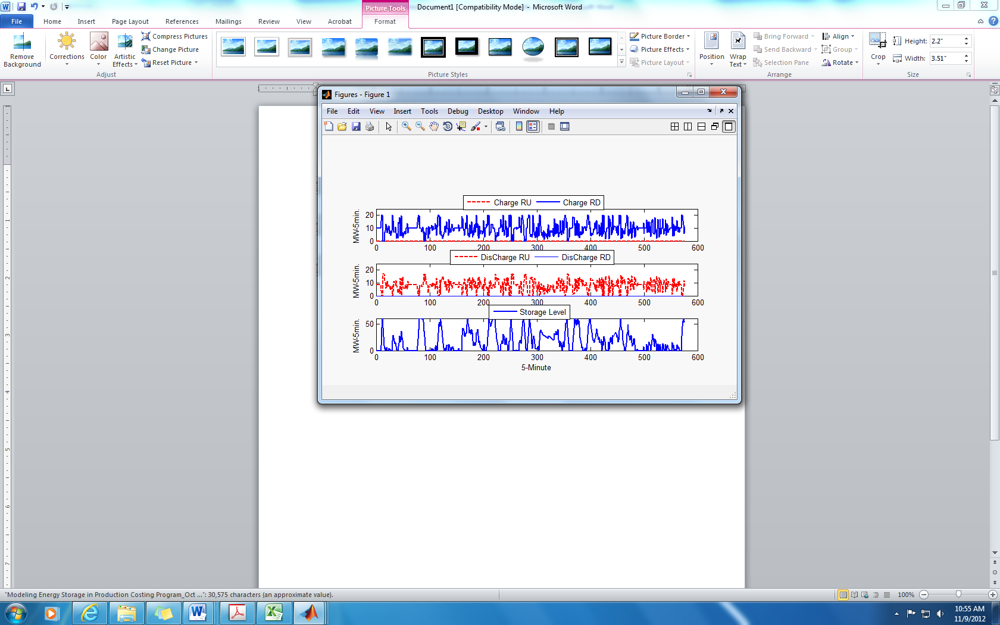 Picture Tools
Document1 [Compatibility Mode] - Microsoft Word
File Home Insert Page Layout References Mailings Review View Acrobat Format
Remove Background
Corrections
Color
Artistic Effects
Compress Pictures
Change Picture
Reset Picture
Adjust
Picture Styles
Picture Border
Picture Effects
Picture Layout
Position
Wrap Text
Bring Forward
Send Backward
Selection Pane
Align
Group
Rotate
Arrange
Crop
Height: 2.2"
Width: 3.51"
Size
Figures - Figure 1
File Edit View Insert Tools Debug Desktop Window Help
Charge RU Charge RD
MW-5min.
20
10
0
0 100 200 300 400 500 600
DisCharge RU DisCharge RD
MW-5min.
20
10
0
0 100 200 300 400 500 600
Storage Level
MW-5min.
50
0
0 100 200 300 400 500 600
5-Minute
1
2
3
4
5
6
7
"Modeling Energy Storage in Production Costing Program_Oct ...": 30,575 characters (an approximate value).
100%
10:55 AM
11/9/2012